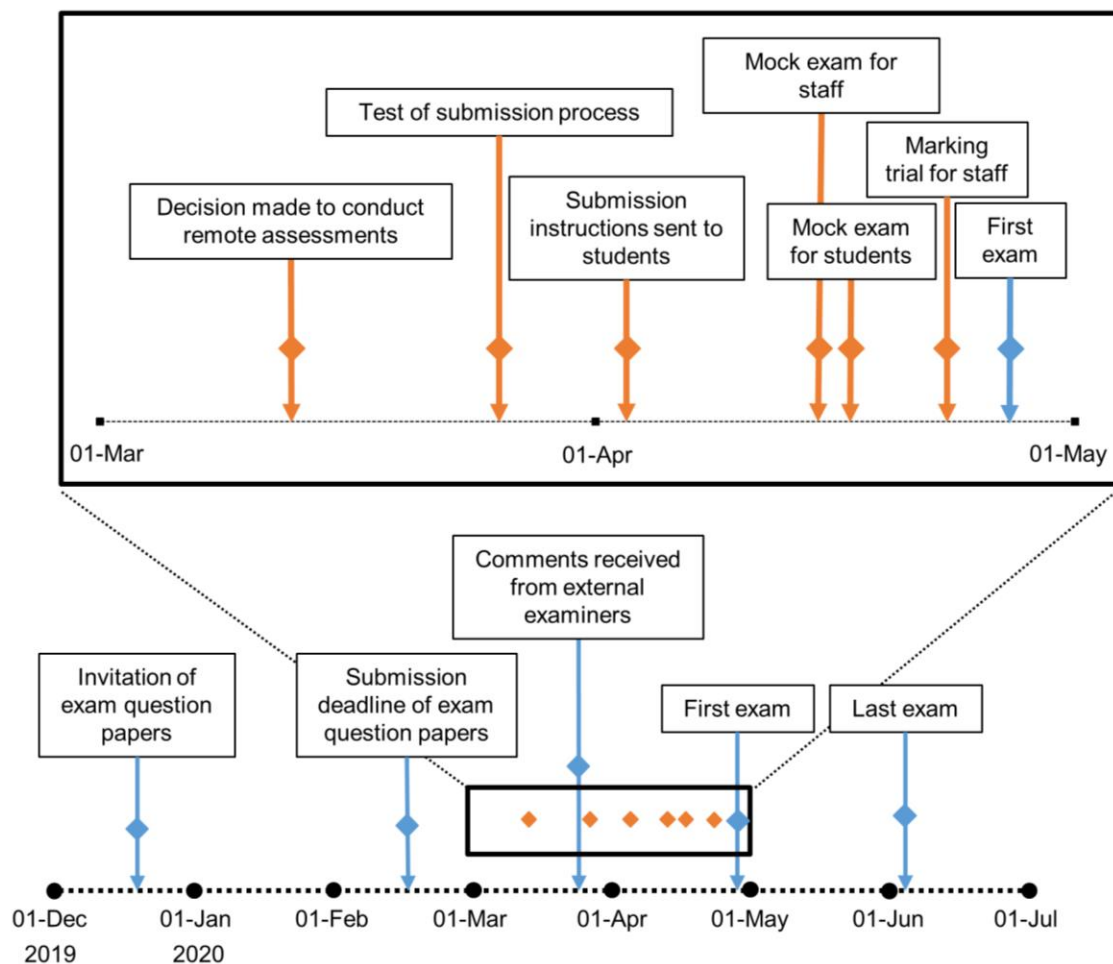 Mock exam for
staff
Test of submission process
Marking
trial for staff
Decision made to conduct
remote assessments
Submission
instructions sent to
students
Mock exam
for students
First
exam
01-Mar
01-Apr
01-May
Comments received
from external
examiners
Invitation of
exam question
papers
Submission
deadline of exam
question papers
First exam
Last exam
01-Dec
2019
01-Jan
2020
01-Feb
01-Mar
01-Apr
01-May
01-Jun
01-Jul